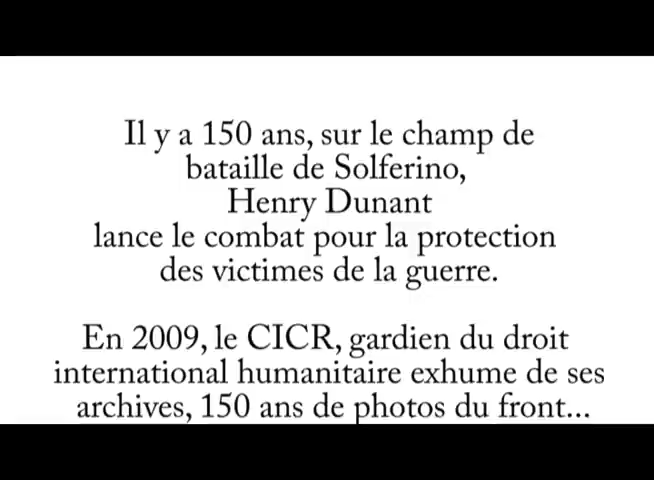 Il y a 150 ans, sur le champ de
bataille de Solferino,
Henry Dunant
lance le combat pour la protection
des victimes de la guerre.
En 2009, le CICR, gardien du droit
international humanitaire exhume de ses
archives, 150 ans de photos du front...